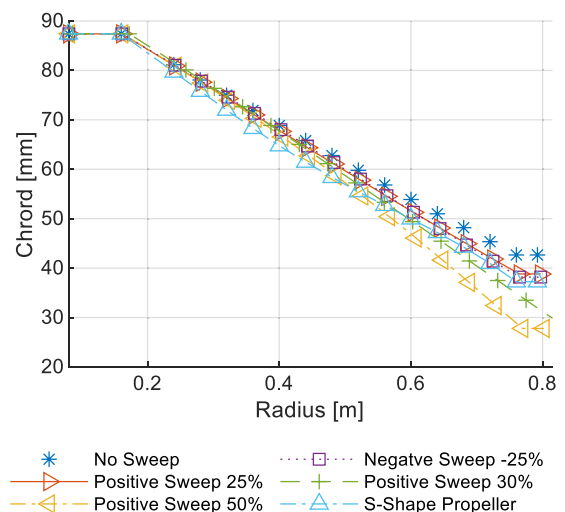 90
80
70
60
50
40
30
20
Chrord [mm]
0.2 0.4 0.6 0.8
Radius [m]
No Sweep
Negatve Sweep -25%
Positive Sweep 25%
Positive Sweep 30%
Positive Sweep 50%
S-Shape Propeller